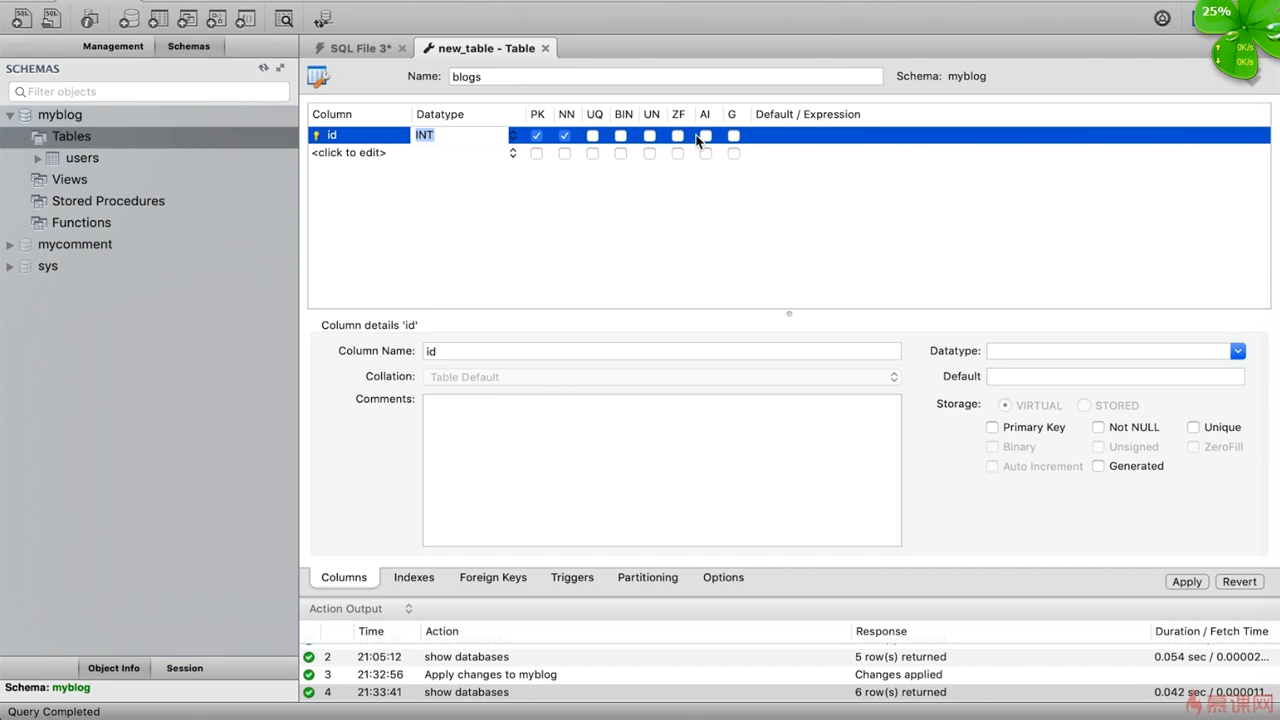 25%
Management Schemas SQL File 3* new_table - Table
0K/s
0K/s
SCHEMAS
Name: blogs Schema: myblog
Filter objects
myblog
Tables
users
Views
Stored Procedures
Functions
mycomment
sys
Column Datatype PK NN UQ BIN UN ZF AI G Default / Expression
id INT
<click to edit>
Column details 'id'
Column Name: id Datatype:
Collation: Table Default Default
Comments: Storage: VIRTUAL STORED
Primary Key Not NULL Unique
Binary Unsigned ZeroFill
Auto Increment Generated
Columns Indexes Foreign Keys Triggers Partitioning Options Apply Revert
Action Output
Time Action Response Duration / Fetch Time
2 21:05:12 show databases 5 row(s) returned 0.054 sec / 0.00002...
3 21:32:56 Apply changes to myblog Changes applied
4 21:33:41 show databases 6 row(s) returned 0.042 sec / 0.000011...
Object Info Session
Schema: myblog
Query Completed
慕课网